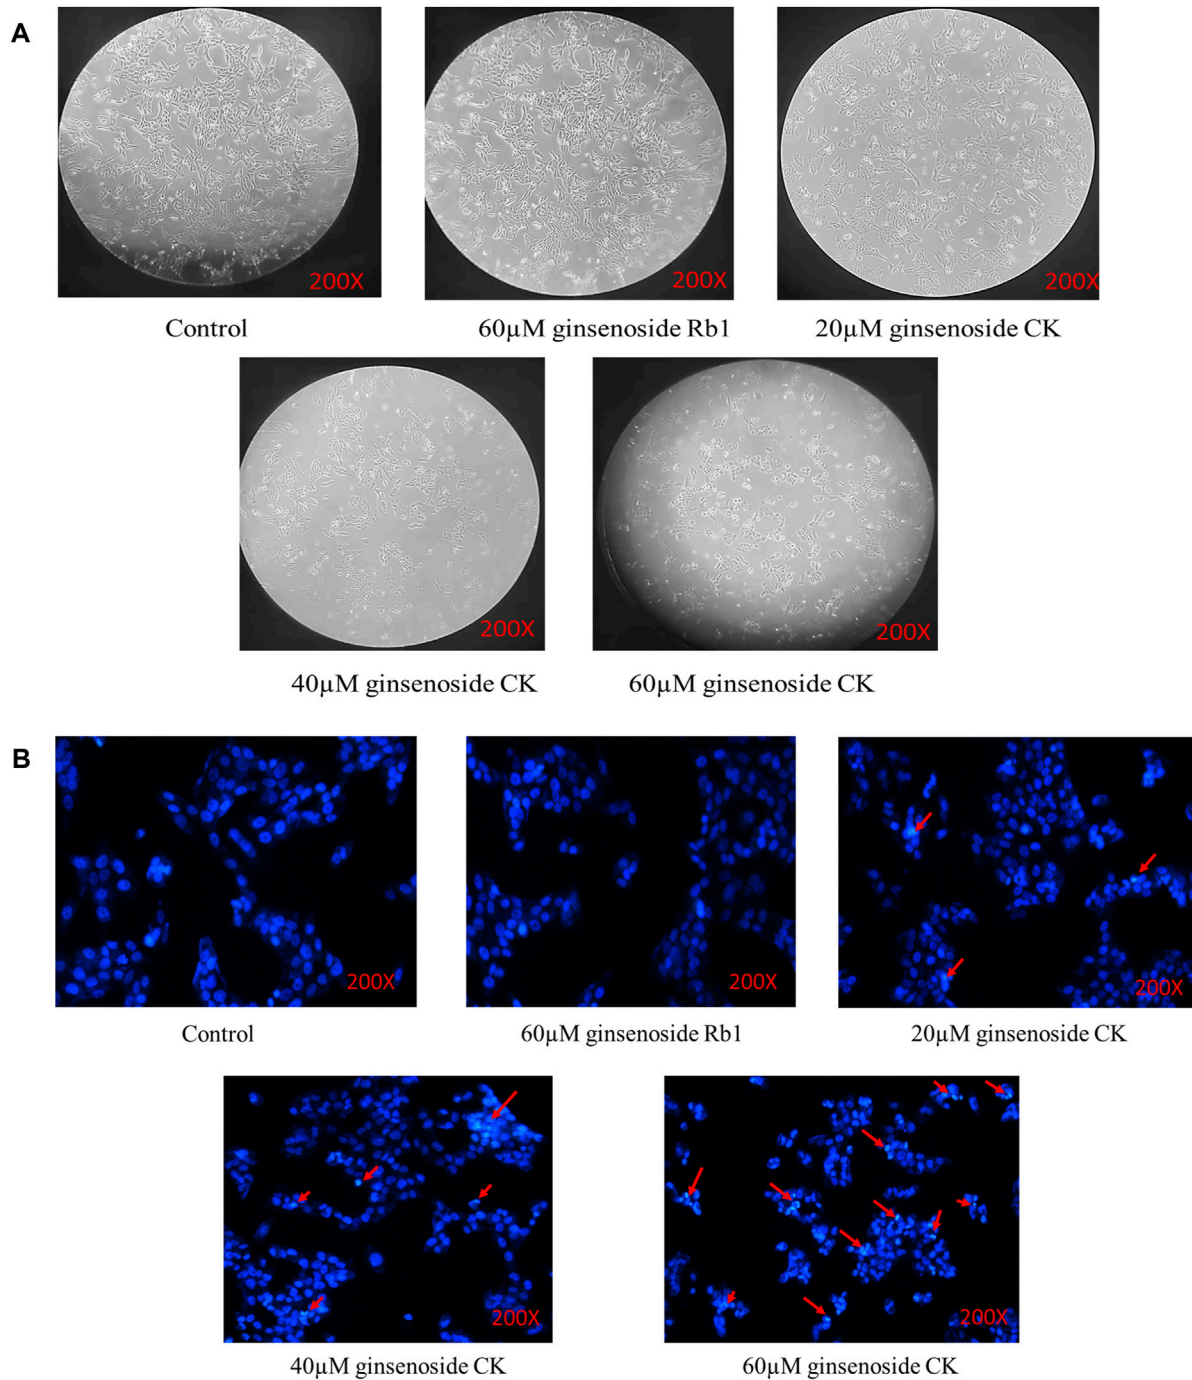 A
200X
200X
200X
Control
60µM ginsenoside Rb1
20µM ginsenoside CK
200X
200X
40µM ginsenoside CK
60µM ginsenoside CK
B
200X
200X
200X
Control
60µM ginsenoside Rb1
20µM ginsenoside CK
200X
200X
40µM ginsenoside CK
60µM ginsenoside CK